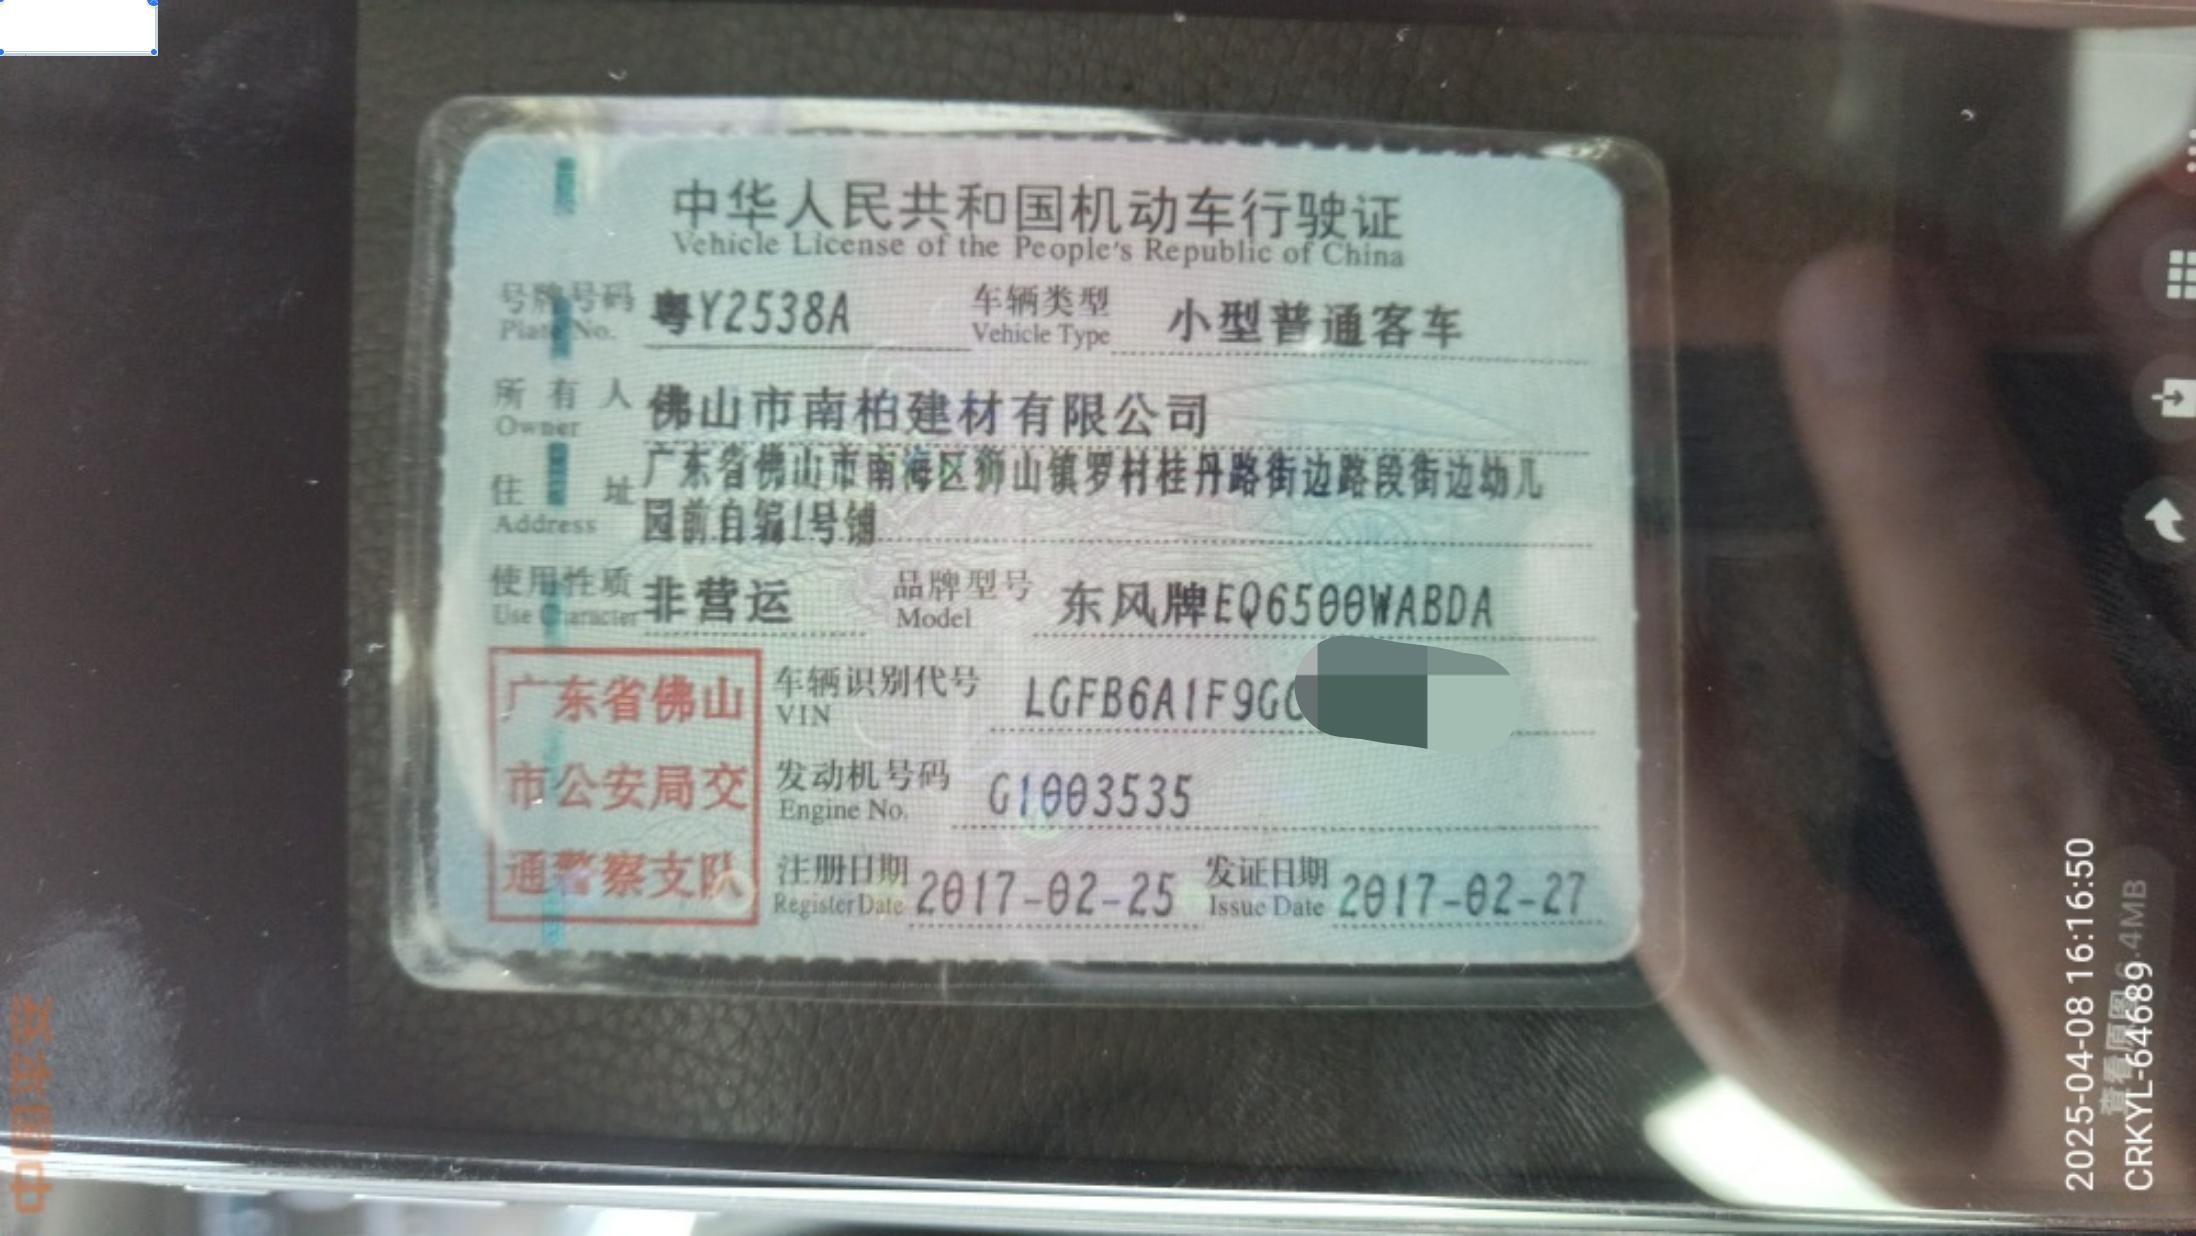 中华人民共和国机动车行驶证
Vehicle License of the People's Republic of China
号牌号码 粤Y2538A 车辆类型 小型普通客车
Plate No. Vehicle Type
所有人 佛山市南柏建材有限公司
Owner
住址 广东省佛山市南海区狮山镇罗村桂丹路街边路段街边幼儿
Address 园前自编1号铺
使用性质 非营运 品牌型号 东风牌EQ6500WABDA
Use Character Model
广东省佛山
市公安局交
通警察支队
车辆识别代号 LGFB6A1F9G
VIN
发动机号码 G1003535
Engine No.
注册日期 2017-02-25 发证日期 2017-02-27
Register Date Issue Date
2025-04-08 16:16:50
查看原图 .4MB
CRKYL-64689